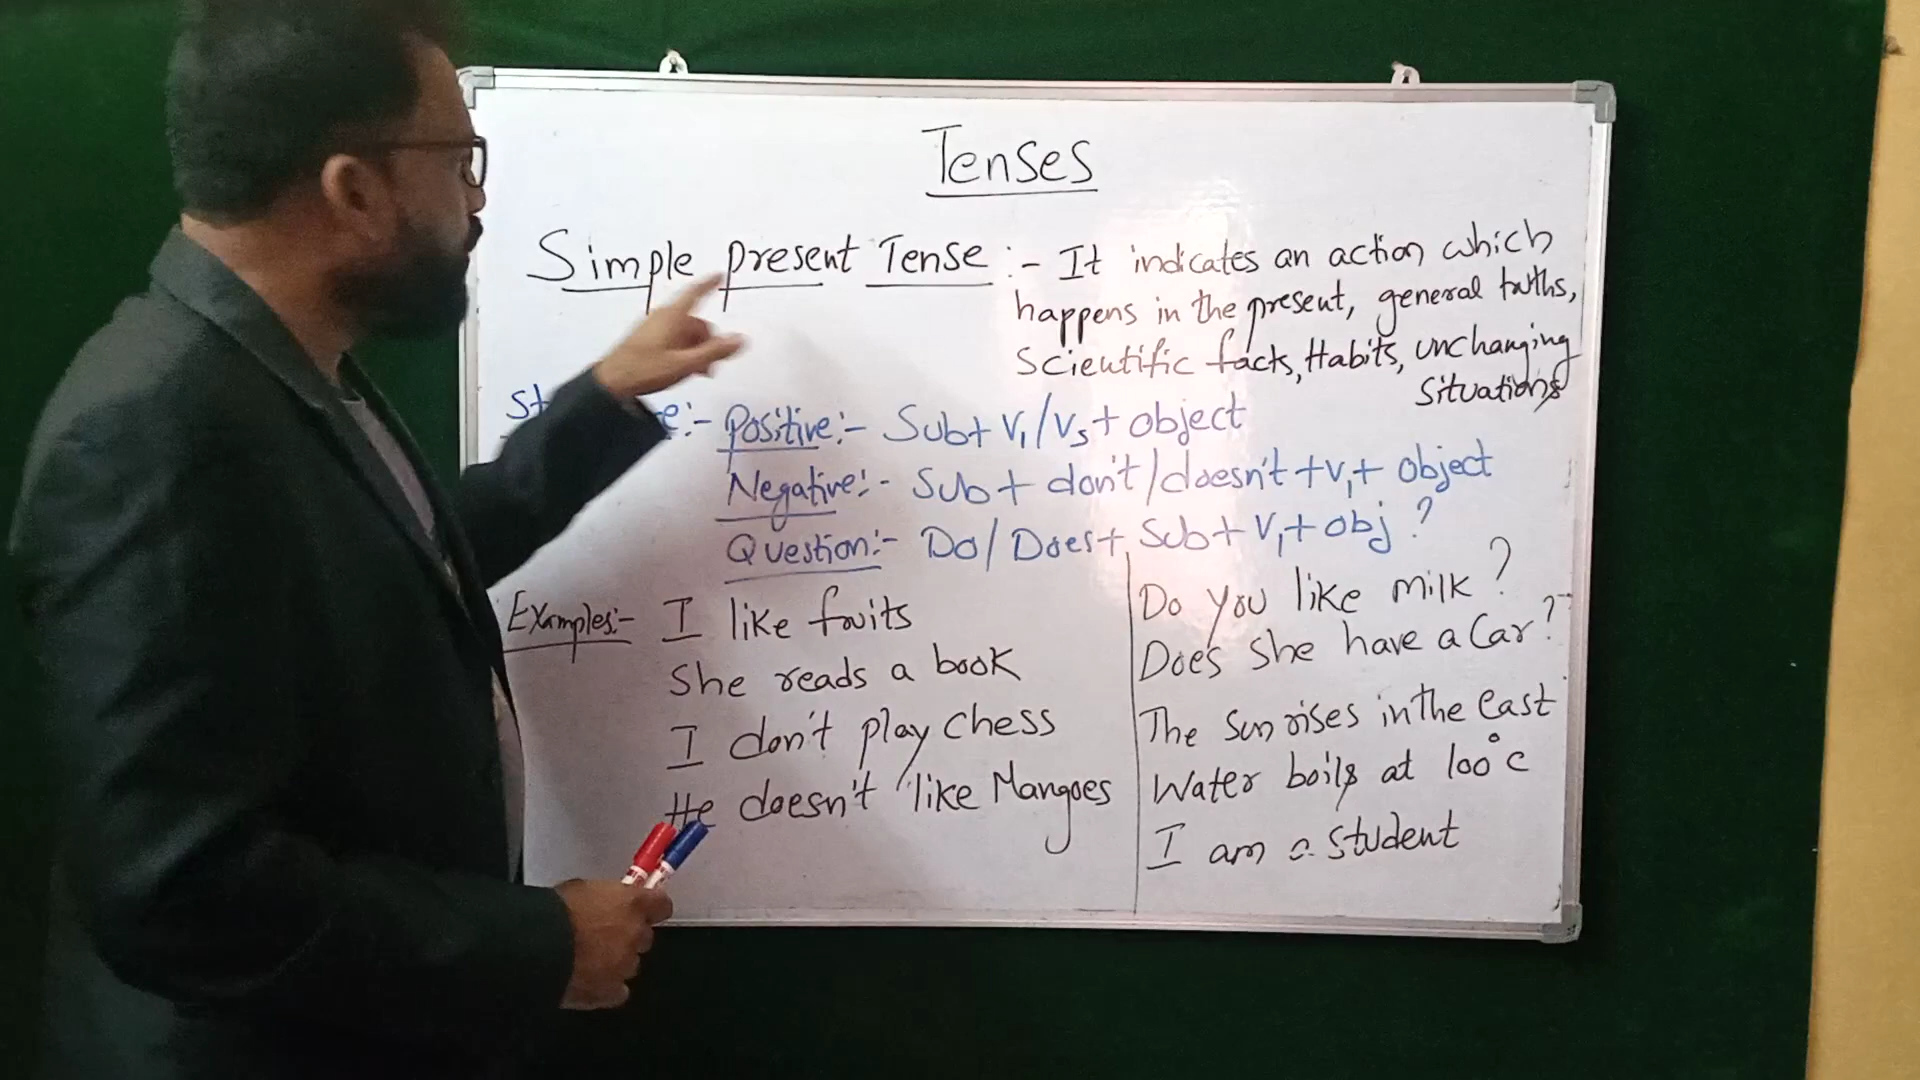 Tenses
Simple present Tense :- It indicates an action which
happens in the present, general truths,
Scientific facts, Habits, unchanging
Situations
Positive:- Sub + V1/Vs + object
Negative:- Sub + don't/doesn't + V1 + object
Question:- Do/Does + Sub + V1 + obj ?
Examples:- I like fruits
She reads a book
I don't play chess
He doesn't like Mangoes
Do you like milk ?
Does she have a Car ?
The Sun rises in the East
Water boils at 100°C
I am a student